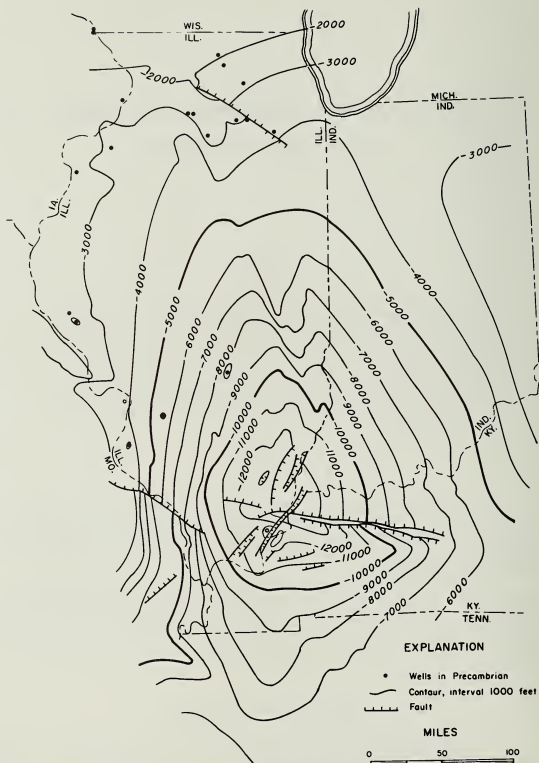 WIS.
ILL.
-2000
-3000
-2000
MICH.
IND.
ILL.
IND.
-3000
IA.
ILL.
-3000
-4000
-4000
-5000
-5000
-6000
-6000
-7000
-7000
-8000
-8000
-9000
-9000
-10000
-10000
-11000
-11000
-12000
IND.
KY.
MO.
ILL.
-12000
-11000
-10000
-9000
-8000
-7000
-6000
KY.
TENN.
EXPLANATION
Wells in Precambrian
Contour, interval 1000 feet
Fault
MILES
0 50 100